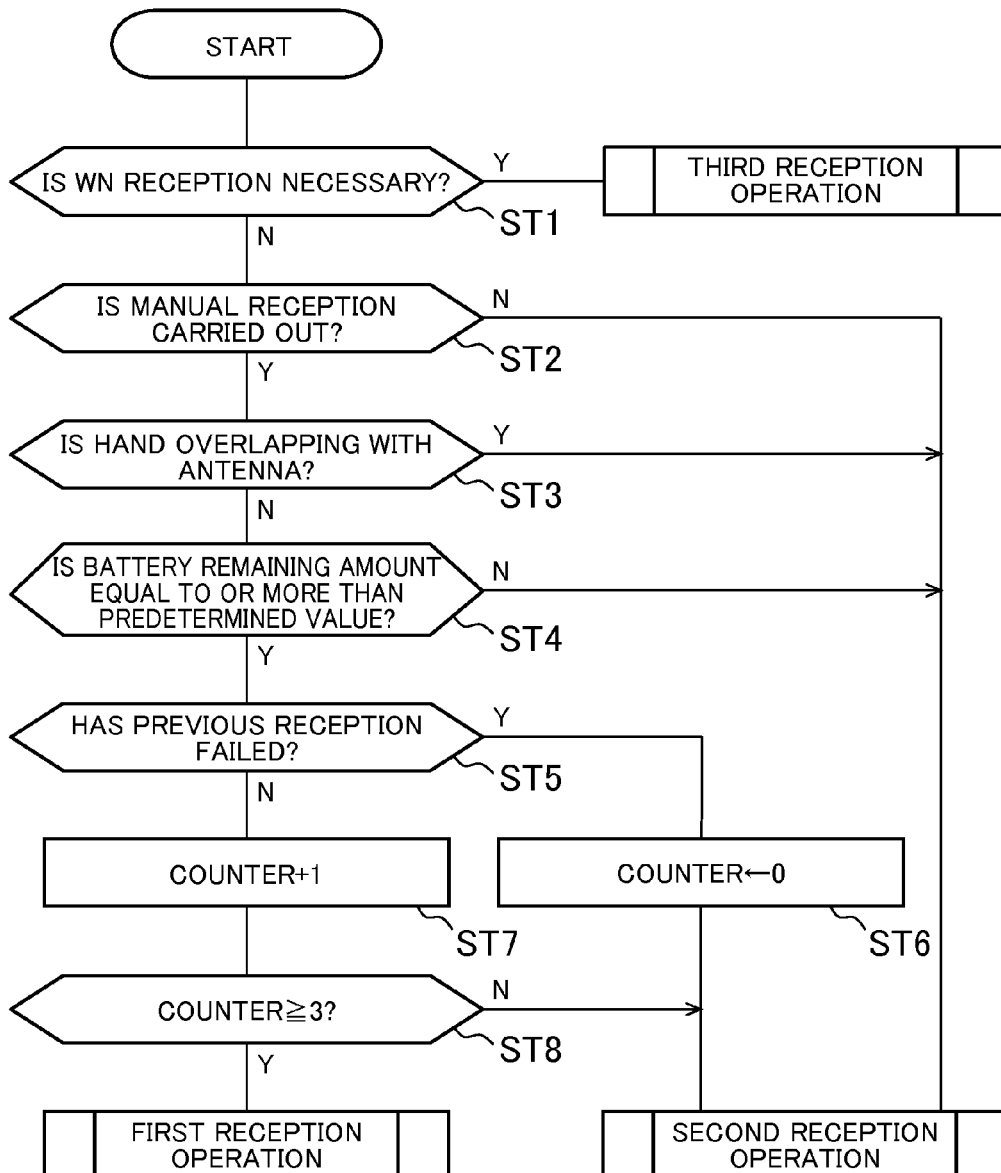 START
IS WN RECEPTION NECESSARY?
Y
THIRD RECEPTION
OPERATION
ST1
N
IS MANUAL RECEPTION
CARRIED OUT?
N
ST2
Y
IS HAND OVERLAPPING WITH
ANTENNA?
Y
ST3
N
IS BATTERY REMAINING AMOUNT
EQUAL TO OR MORE THAN
PREDETERMINED VALUE?
N
ST4
Y
HAS PREVIOUS RECEPTION
FAILED?
Y
ST5
N
COUNTER+1
COUNTER←0
ST7
ST6
COUNTER≧3?
N
ST8
Y
FIRST RECEPTION
OPERATION
SECOND RECEPTION
OPERATION